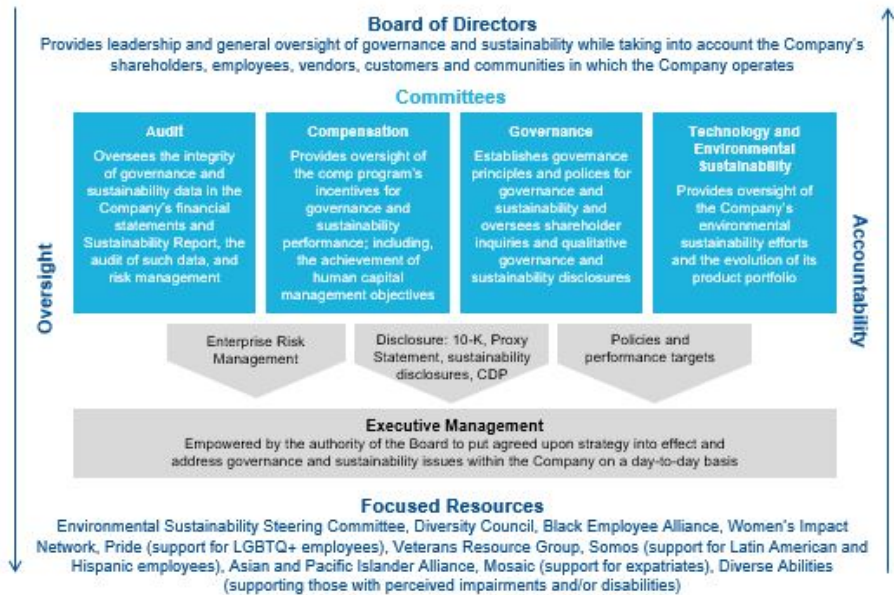 Board of Directors
Provides leadership and general oversight of governance and sustainability while taking into account the Company's
shareholders, employees, vendors, customers and communities in which the Company operates
Committees
Audit
Oversees the integrity
of governance and
sustainability data in the
Company's financial
statements and
Sustainability Report, the
audit of such data, and
risk management
Compensation
Provides oversight of
the comp program's
incentives for
governance and
sustainability
performance; including,
the achievement of
human capital
management objectives
Governance
Establishes governance
principles and polices for
governance and
sustainability and
oversees shareholder
inquiries and qualitative
governance and
sustainability disclosures
Technology and
Environmental
Sustainability
Provides oversight of
the Company's
environmental
sustainability efforts
and the evolution of its
product portfolio
Oversight
Accountability
Enterprise Risk
Management
Disclosure: 10-K, Proxy
Statement, sustainability
disclosures, CDP
Policies and
performance targets
Executive Management
Empowered by the authority of the Board to put agreed upon strategy into effect and
address governance and sustainability issues within the Company on a day-to-day basis
Focused Resources
Environmental Sustainability Steering Committee, Diversity Council, Black Employee Alliance, Women's Impact
Network, Pride (support for LGBTQ+ employees), Veterans Resource Group, Somos (support for Latin American and
Hispanic employees), Asian and Pacific Islander Alliance, Mosaic (support for expatriates), Diverse Abilities
(supporting those with perceived impairments and/or disabilities)